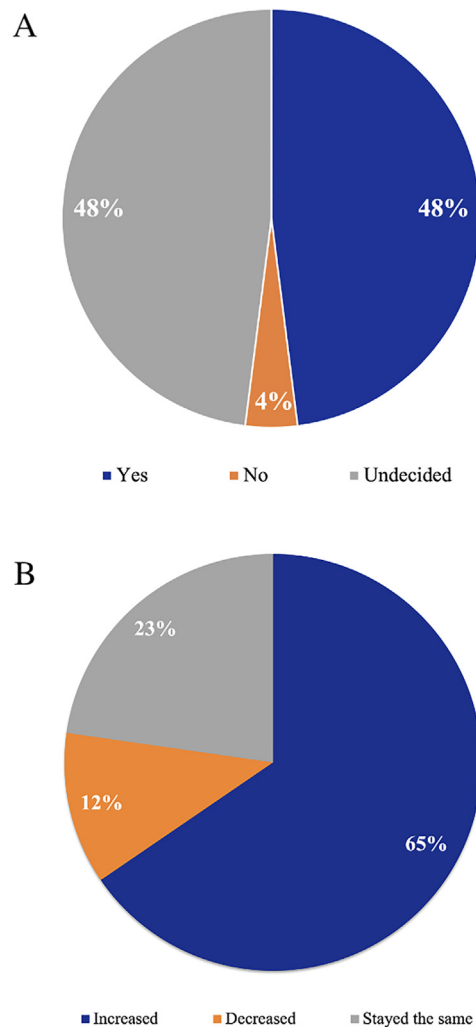 A
48%
48%
4%
Yes No Undecided
B
23%
12%
65%
Increased Decreased Stayed the same